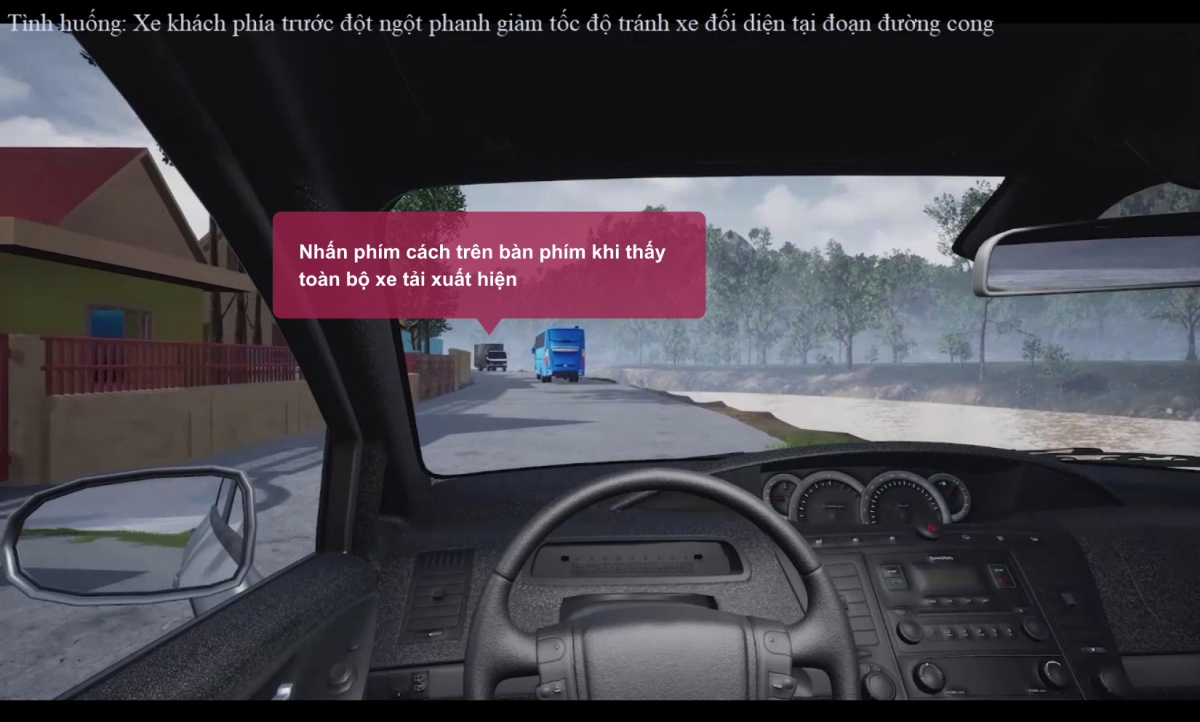 Tình huống: Xe khách phía trước đột ngột phanh giảm tốc độ tránh xe đối diện tại đoạn đường cong
Nhấn phím cách trên bàn phím khi thấy
toàn bộ xe tải xuất hiện